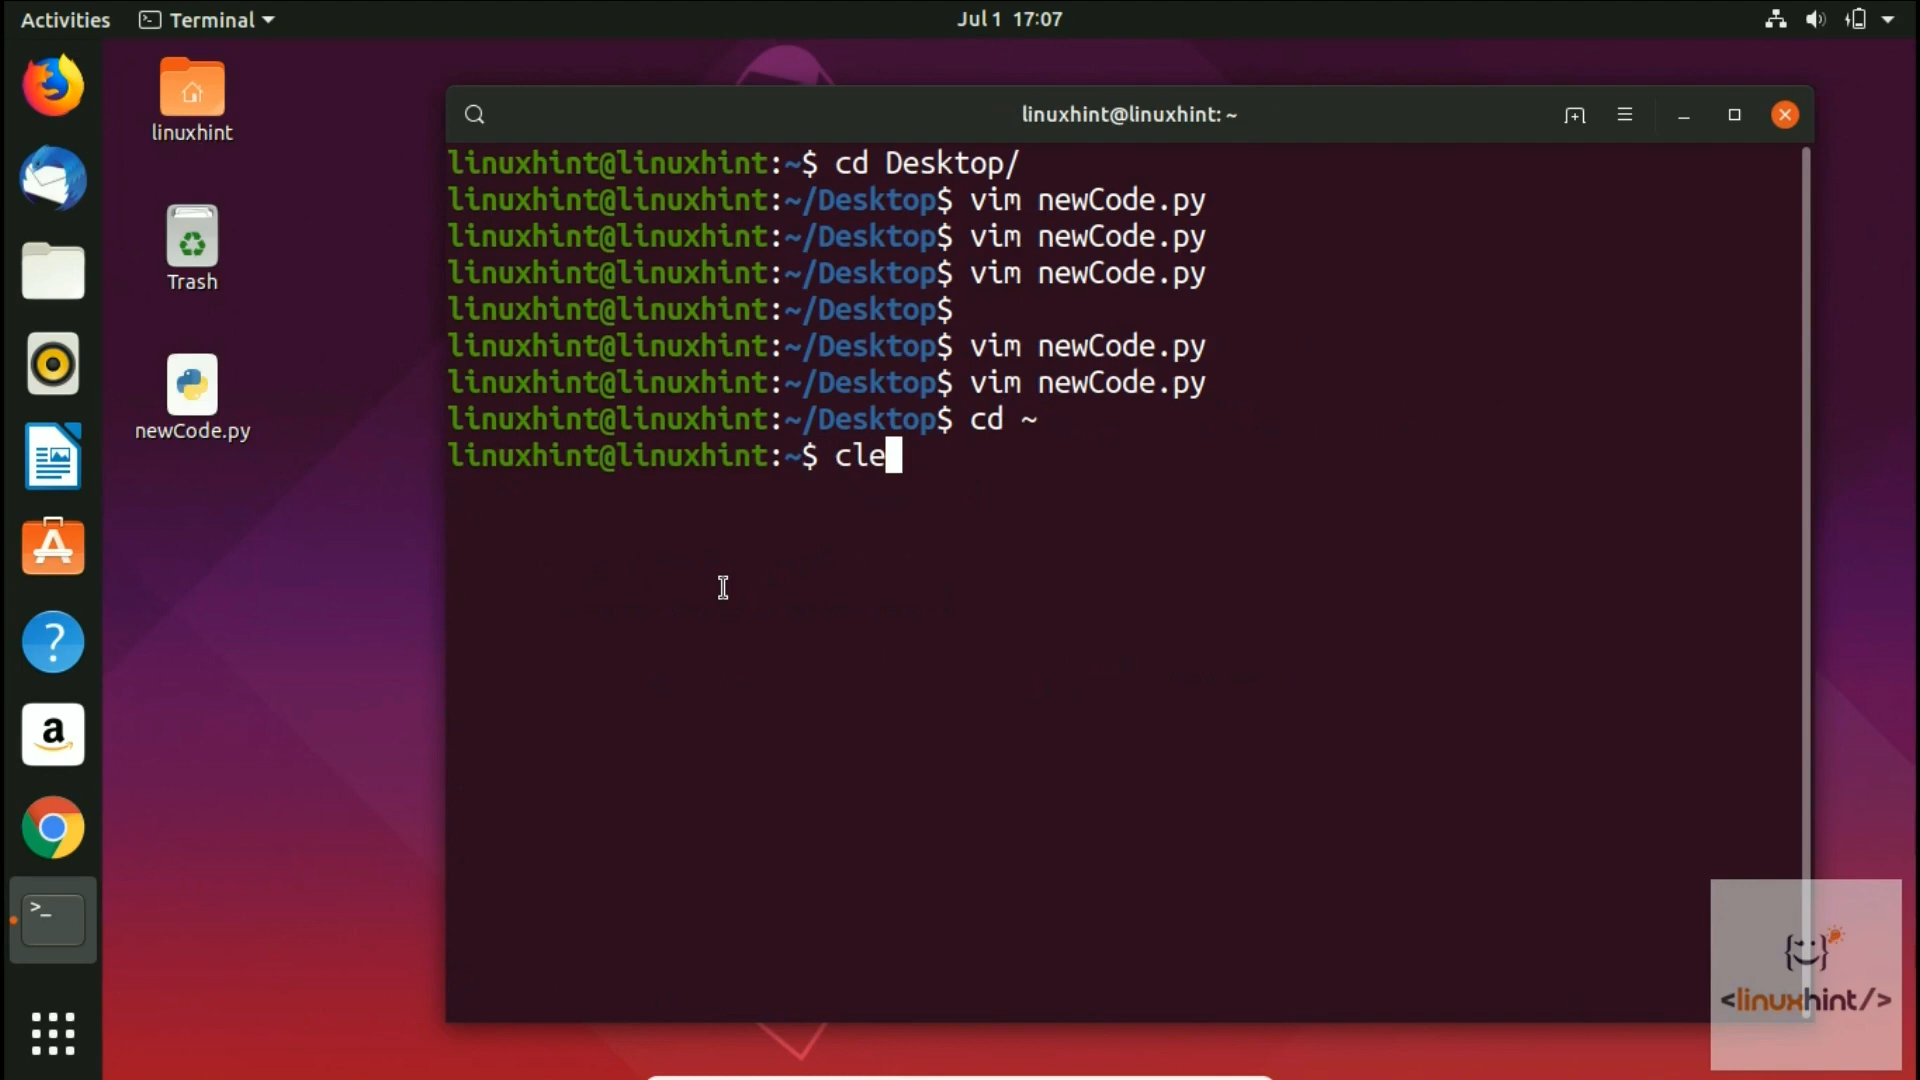 Activities Terminal Jul 1 17:07
linuxhint
Trash
newCode.py
linuxhint@linuxhint: ~
linuxhint@linuxhint:~$ cd Desktop/
linuxhint@linuxhint:~/Desktop$ vim newCode.py
linuxhint@linuxhint:~/Desktop$ vim newCode.py
linuxhint@linuxhint:~/Desktop$ vim newCode.py
linuxhint@linuxhint:~/Desktop$
linuxhint@linuxhint:~/Desktop$ vim newCode.py
linuxhint@linuxhint:~/Desktop$ vim newCode.py
linuxhint@linuxhint:~/Desktop$ cd ~
linuxhint@linuxhint:~$ cle
<linuxhint/>